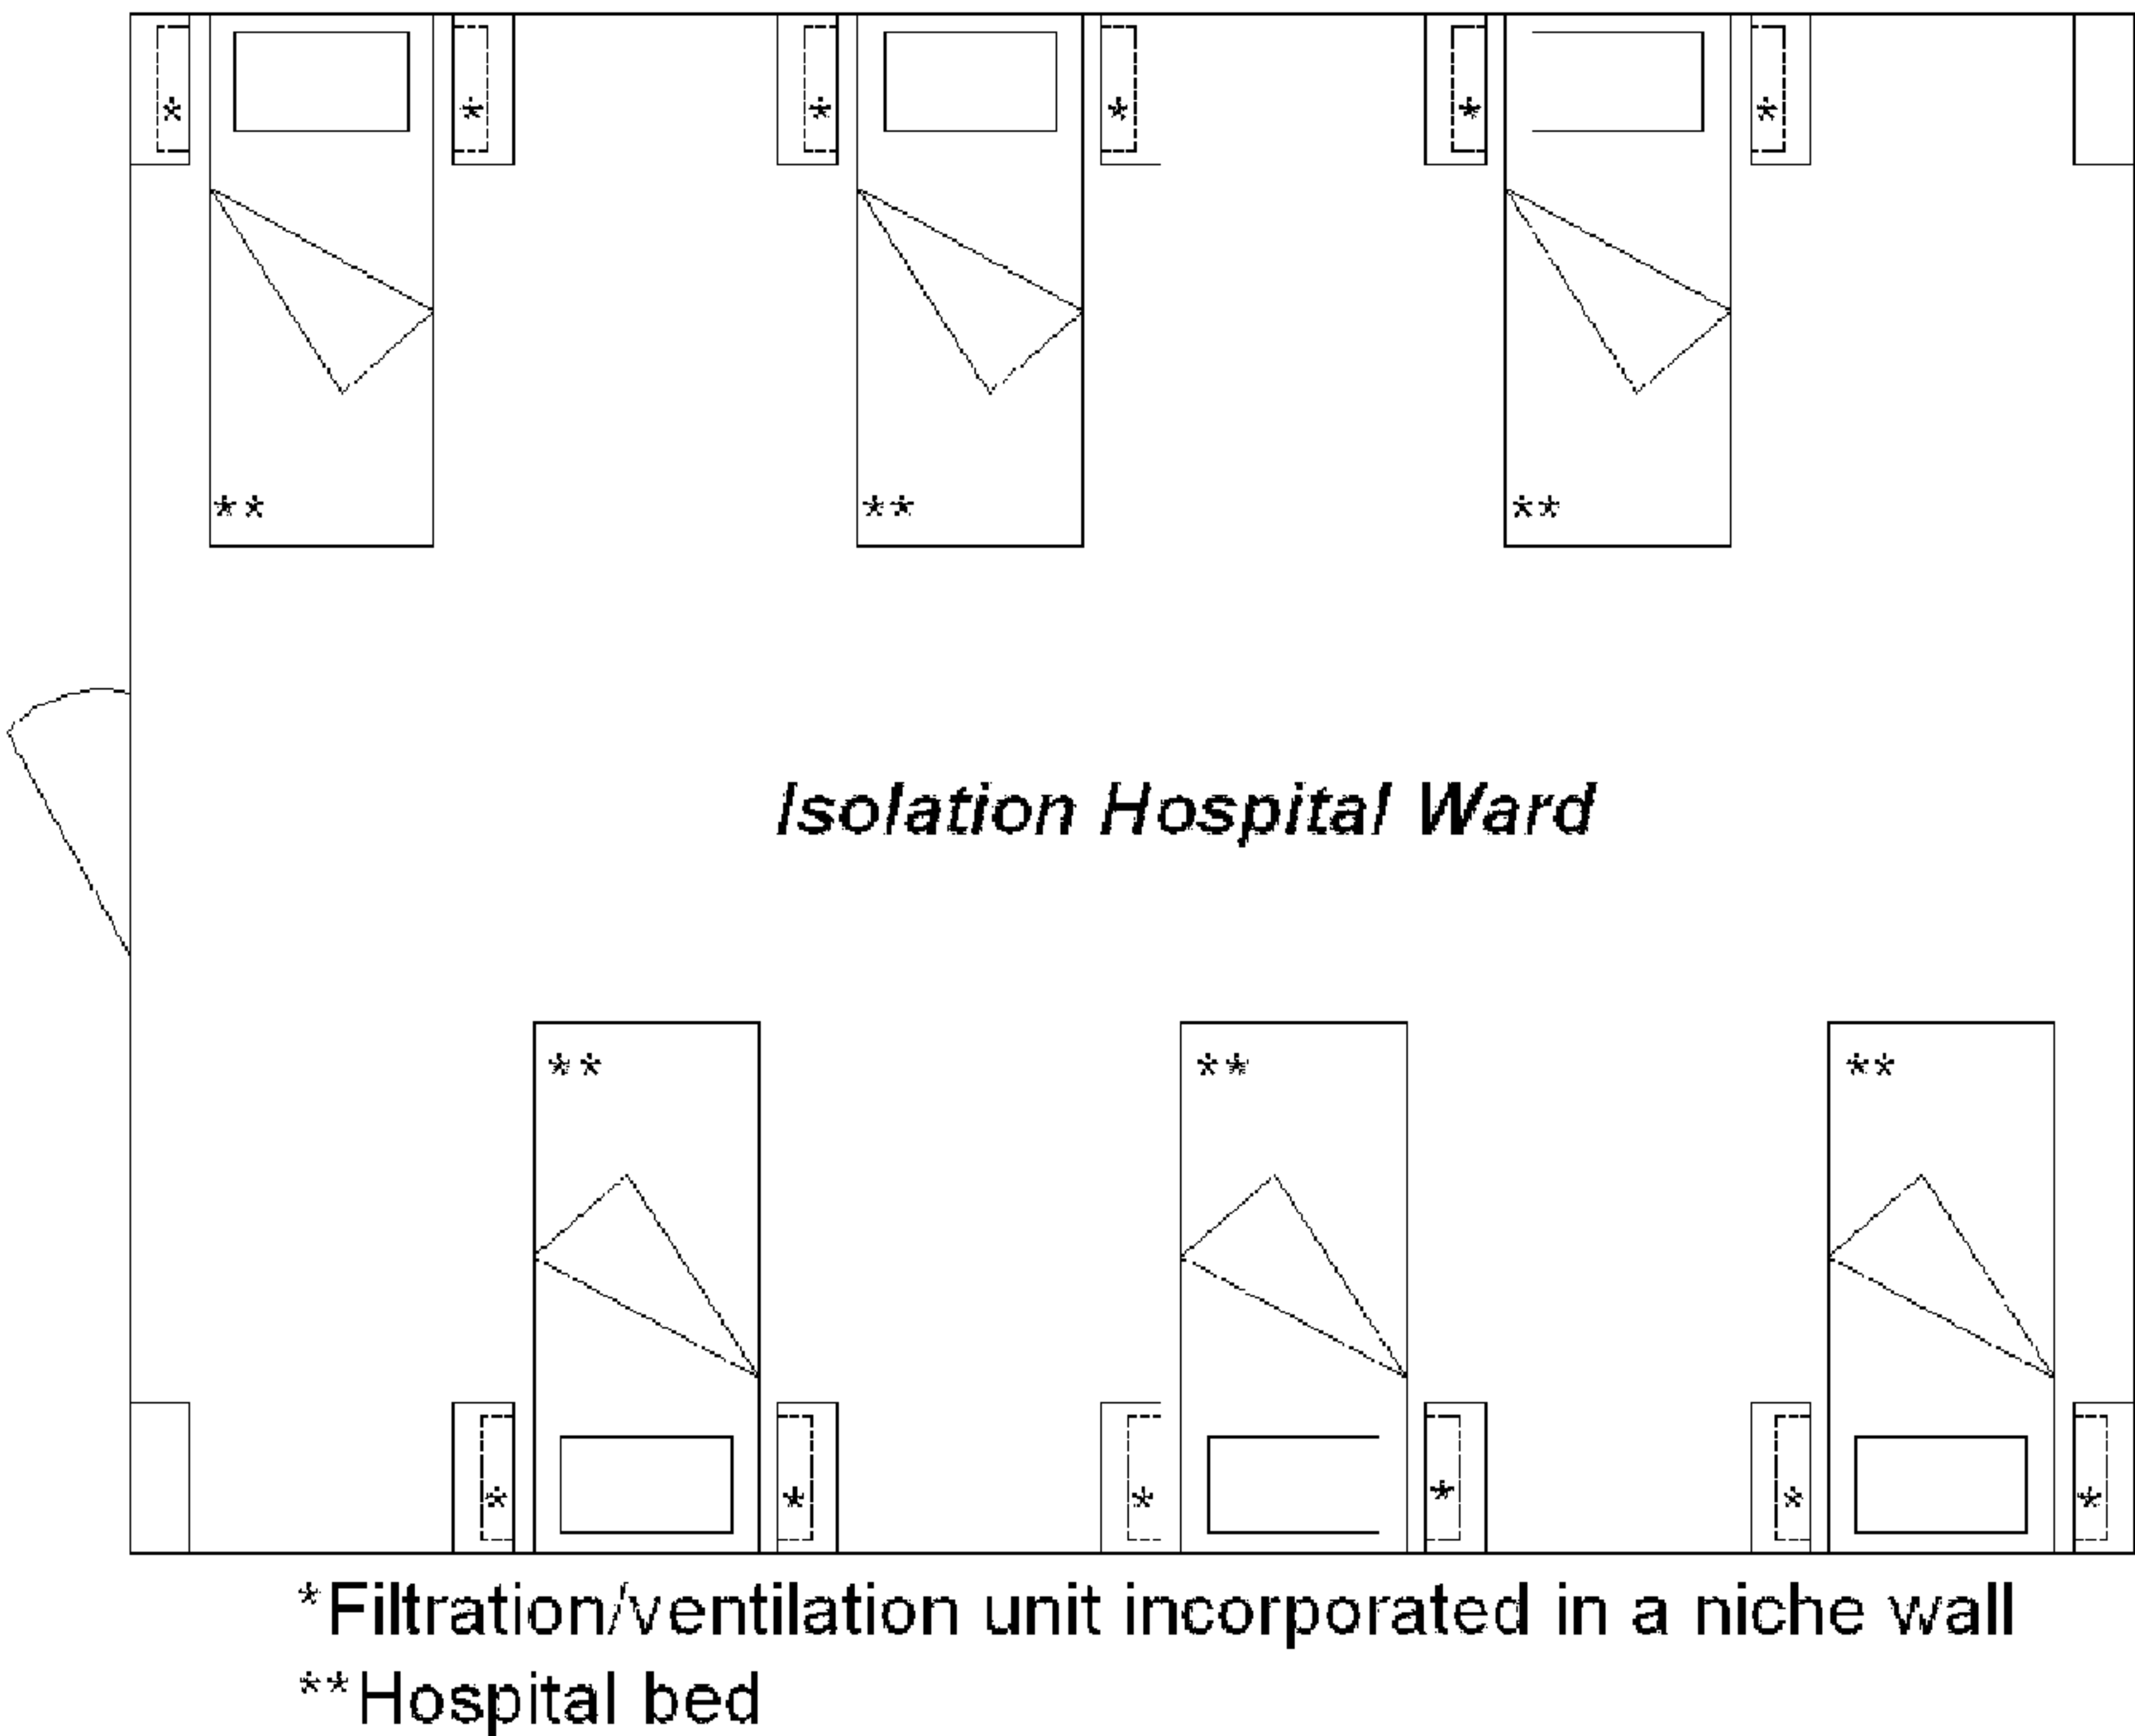 * * * * * *
** ** **
Isolation Hospital Ward
** ** **
* * * * * *
*Filtration/ventilation unit incorporated in a niche wall
**Hospital bed